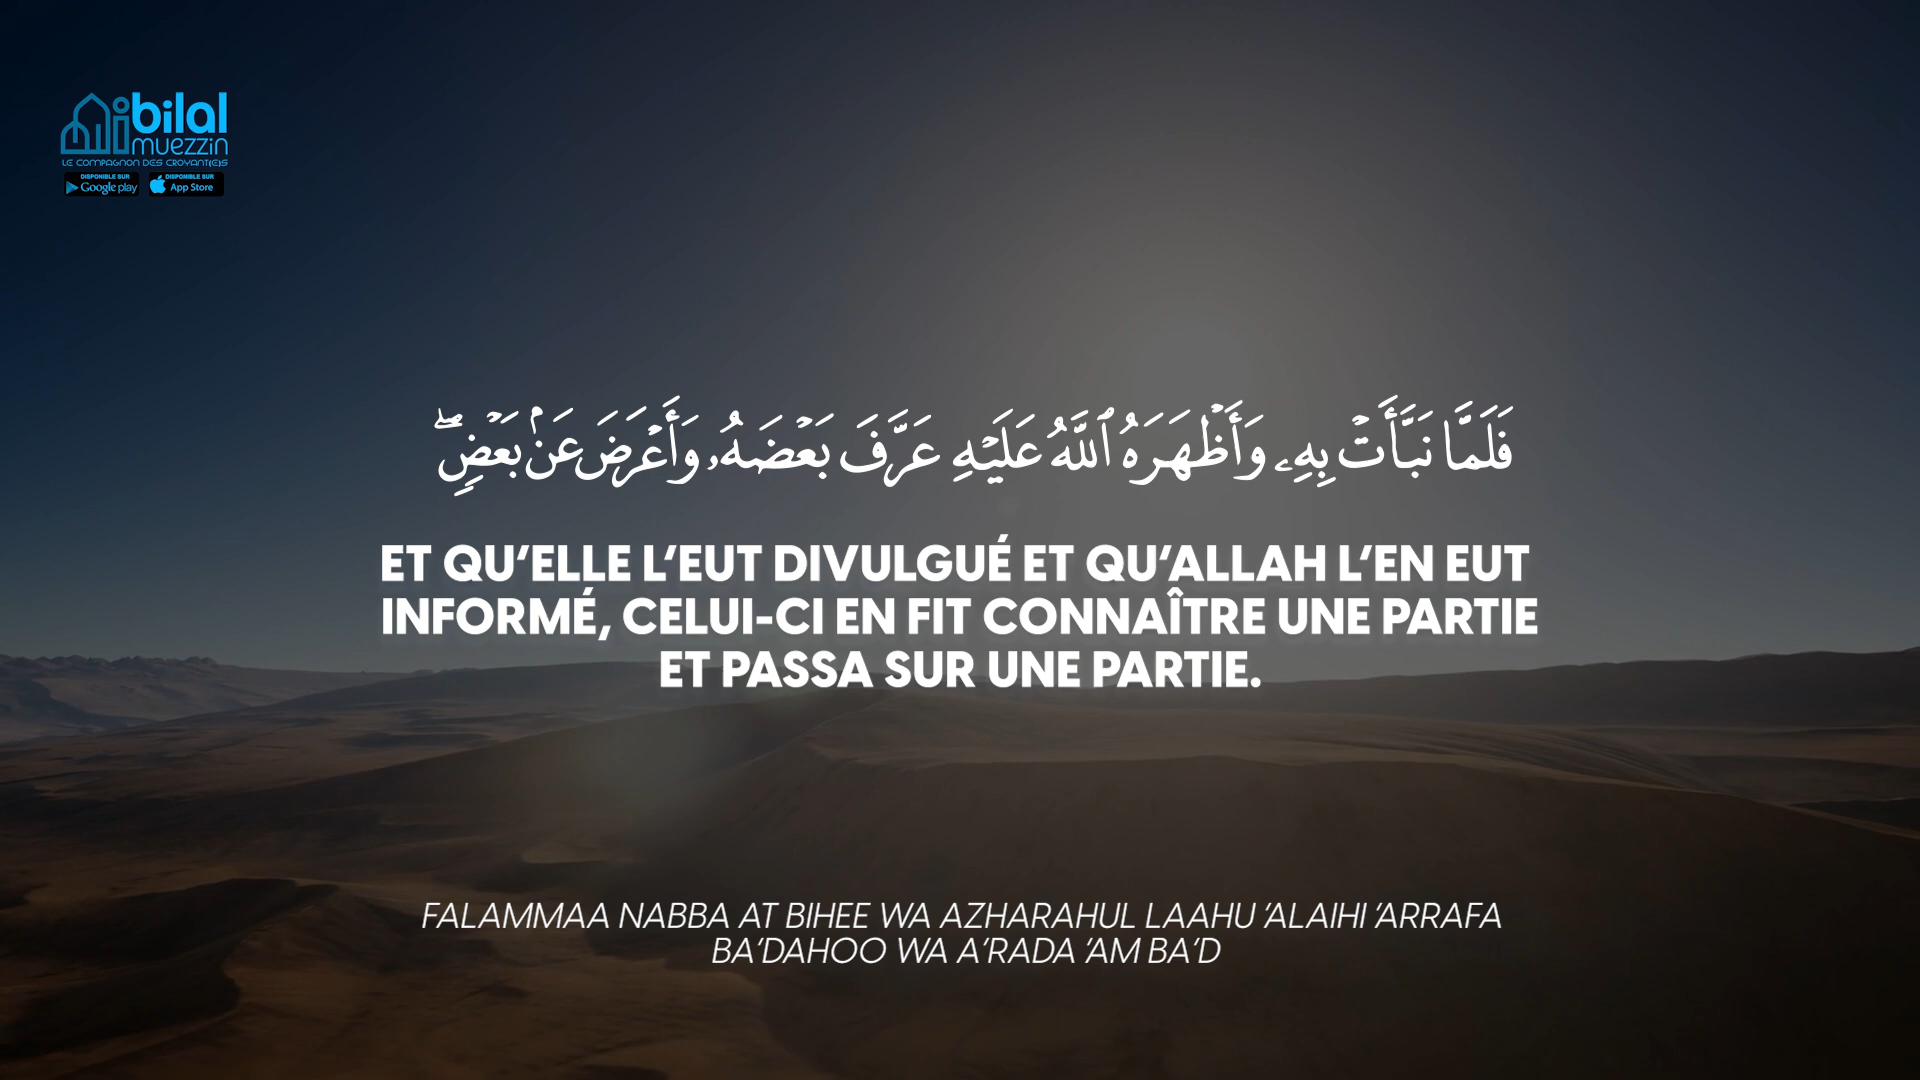 bilal
muezzin
LE COMPAGNON DES CROYANT(E)S
DISPONIBLE SUR
Google play
DISPONIBLE SUR
App Store
فَلَمَّا نَبَّأَتۡ بِهِۦ وَأَظۡهَرَهُ ٱللَّهُ عَلَيۡهِ عَرَّفَ بَعۡضَهُۥ وَأَعۡرَضَ عَنۢ بَعۡضٖۖ
ET QU'ELLE L'EUT DIVULGUÉ ET QU'ALLAH L'EN EUT
INFORMÉ, CELUI-CI EN FIT CONNAÎTRE UNE PARTIE
ET PASSA SUR UNE PARTIE.
FALAMMAA NABBA AT BIHEE WA AZHARAHUL LAAHU 'ALAIHI 'ARRAFA
BA'DAHOO WA A'RADA 'AM BA'D